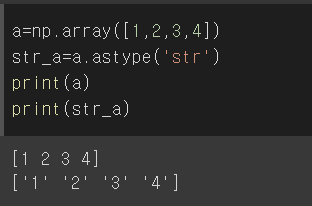 a=np.array([1,2,3,4])
str_a=a.astype('str')
print(a)
print(str_a)
[1 2 3 4]
['1' '2' '3' '4']